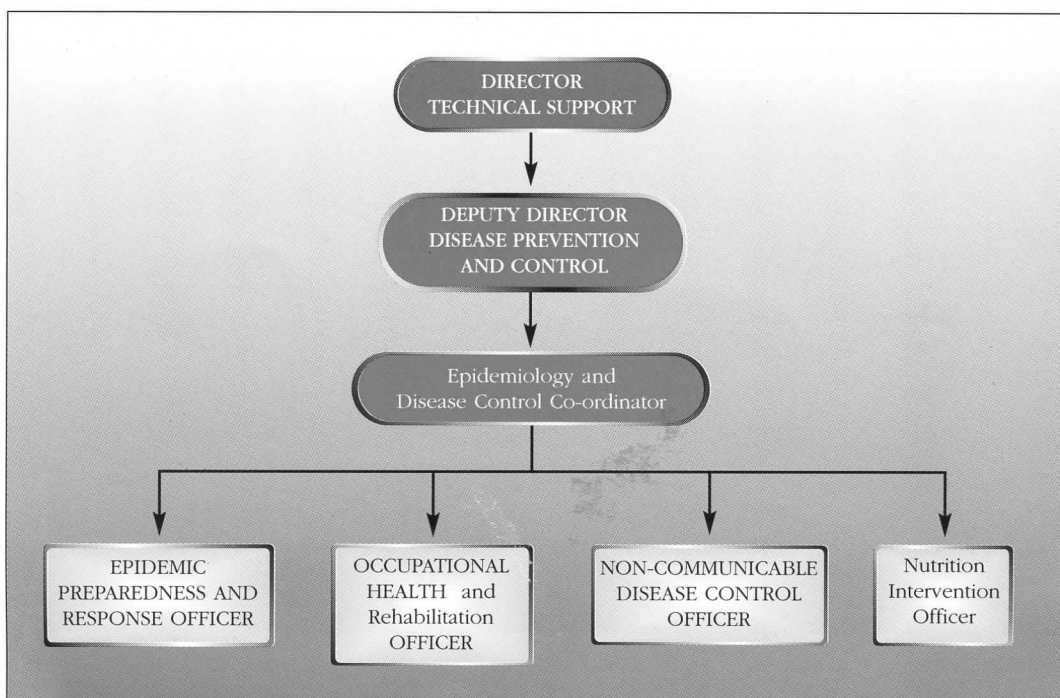 DIRECTOR
TECHNICAL SUPPORT
DEPUTY DIRECTOR
DISEASE PREVENTION
AND CONTROL
Epidemiology and
Disease Control Co-ordinator
EPIDEMIC
PREPAREDNESS AND
RESPONSE OFFICER
OCCUPATIONAL
HEALTH and
Rehabilitation
OFFICER
NON-COMMUNICABLE
DISEASE CONTROL
OFFICER
Nutrition
Intervention
Officer